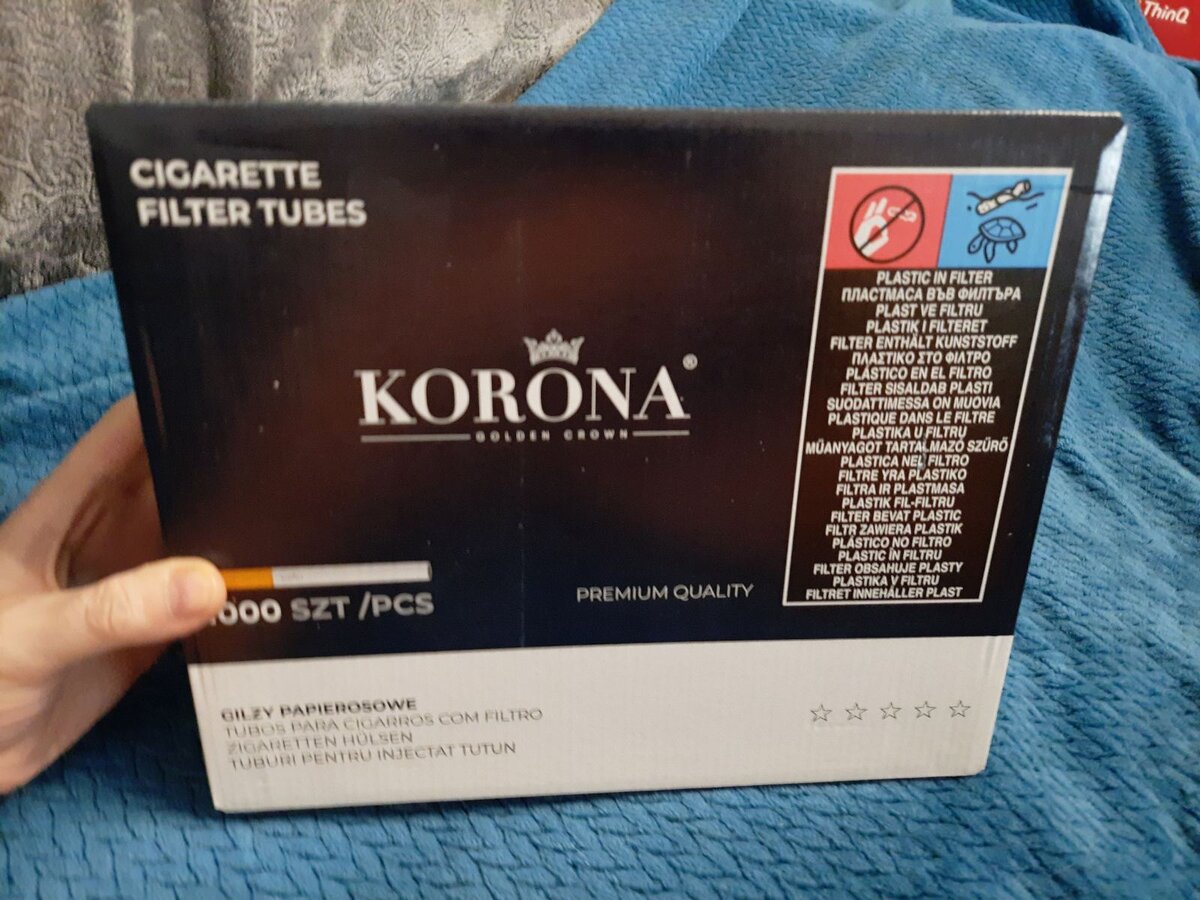 ThinQ
CIGARETTE
FILTER TUBES
KORONA®
GOLDEN CROWN
000 SZT /PCS
PREMIUM QUALITY
PLASTIC IN FILTER
ПЛАСТМАСА ВЪВ ФИЛТЪРА
PLAST VE FILTRU
PLASTIK I FILTERET
FILTER ENTHÄLT KUNSTSTOFF
ΠΛΑΣΤΙΚΟ ΣΤΟ ΦΙΛΤΡΟ
PLÁSTICO EN EL FILTRO
FILTER SISALDAB PLASTI
SUODATTIMESSA ON MUOVIA
PLASTIQUE DANS LE FILTRE
PLASTIKA U FILTRU
MŰANYAGOT TARTALMAZÓ SZŰRŐ
PLASTICA NEL FILTRO
FILTRE YRA PLASTIKO
FILTRA IR PLASTMASA
PLASTIK FIL-FILTRU
FILTER BEVAT PLASTIC
FILTR ZAWIERA PLASTIK
PLÁSTICO NO FILTRO
PLASTIC ÎN FILTRU
FILTER OBSAHUJE PLASTY
PLASTIKA V FILTRU
FILTRET INNEHÅLLER PLAST
GILZY PAPIEROSOWE
TUBOS PARA CIGARROS COM FILTRO
ZIGARETTEN HÜLSEN
TUBURI PENTRU INJECTAT TUTUN